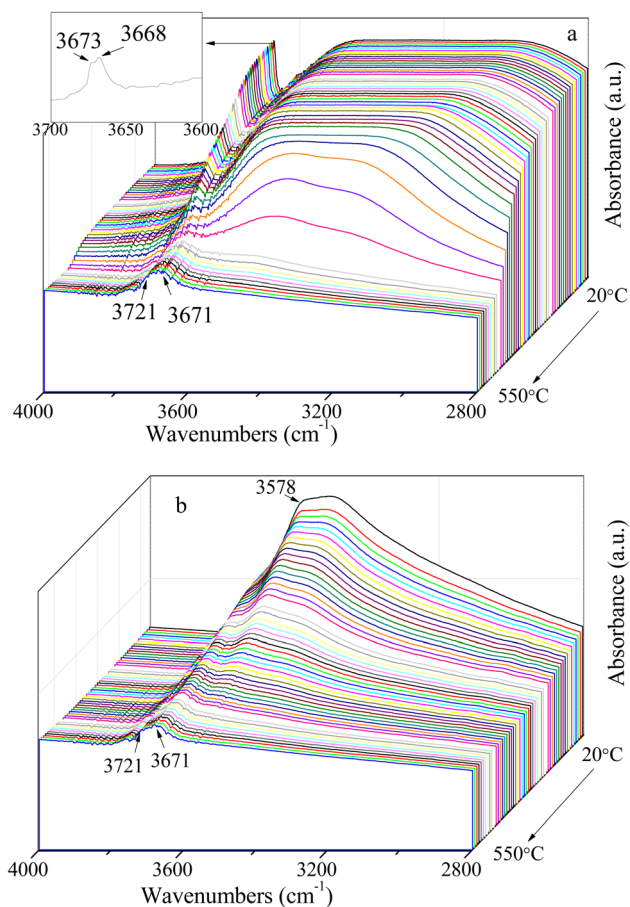 a
3673
3668
3700
3650
3600
3721
3671
20°C
550°C
4000
3600
3200
2800
Wavenumbers (cm-1)
Absorbance (a.u.)
b
3578
3721
3671
20°C
550°C
4000
3600
3200
2800
Wavenumbers (cm-1)
Absorbance (a.u.)